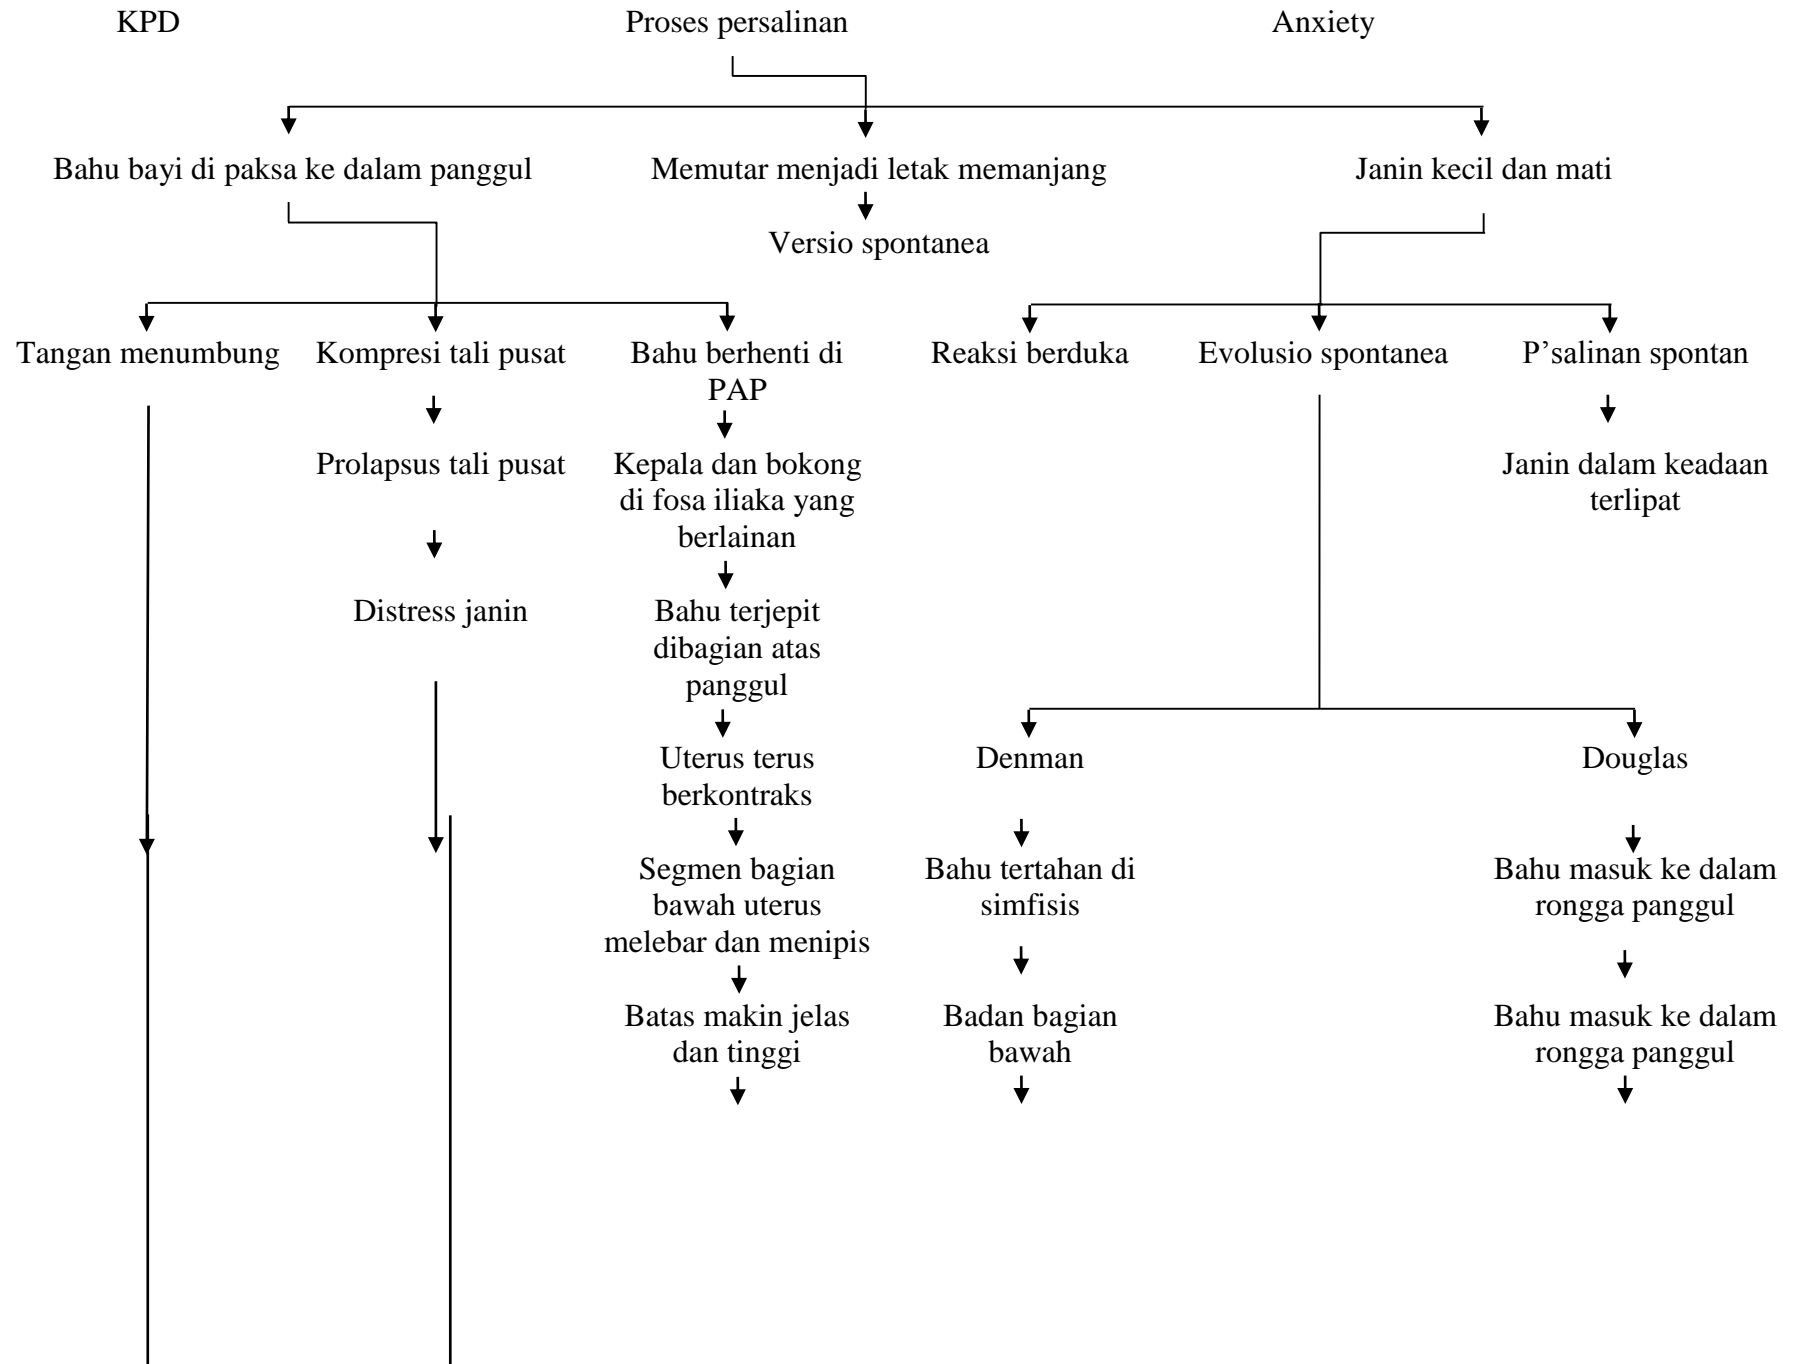 KPD
Proses persalinan
Anxiety
Bahu bayi di paksa ke dalam panggul
Memutar menjadi letak memanjang
Janin kecil dan mati
Versio spontanea
Tangan menumbung
Kompresi tali pusat
Bahu berhenti di
PAP
Reaksi berduka
Evolusio spontanea
P’salinan spontan
Prolapsus tali pusat
Kepala dan bokong
di fosa iliaka yang
berlainan
Janin dalam keadaan
terlipat
Distress janin
Bahu terjepit
dibagian atas
panggul
Uterus terus
berkontraks
Denman
Douglas
Segmen bagian
bawah uterus
melebar dan menipis
Bahu tertahan di
simfisis
Bahu masuk ke dalam
rongga panggul
Batas makin jelas
dan tinggi
Badan bagian
bawah
Bahu masuk ke dalam
rongga panggul